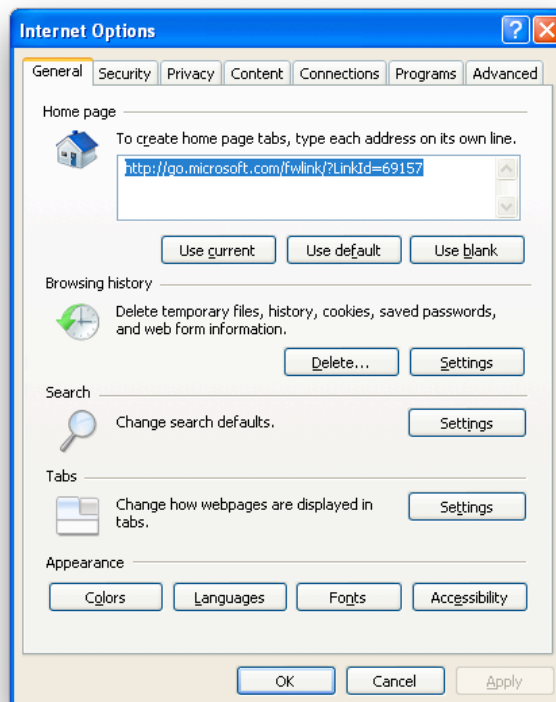 Internet Options
General Security Privacy Content Connections Programs Advanced
Home page
To create home page tabs, type each address on its own line.
http://go.microsoft.com/fwlink/?LinkId=69157
Use current Use default Use blank
Browsing history
Delete temporary files, history, cookies, saved passwords,
and web form information.
Delete... Settings
Search
Change search defaults.
Settings
Tabs
Change how webpages are displayed in
tabs.
Settings
Appearance
Colors Languages Fonts Accessibility
OK Cancel Apply